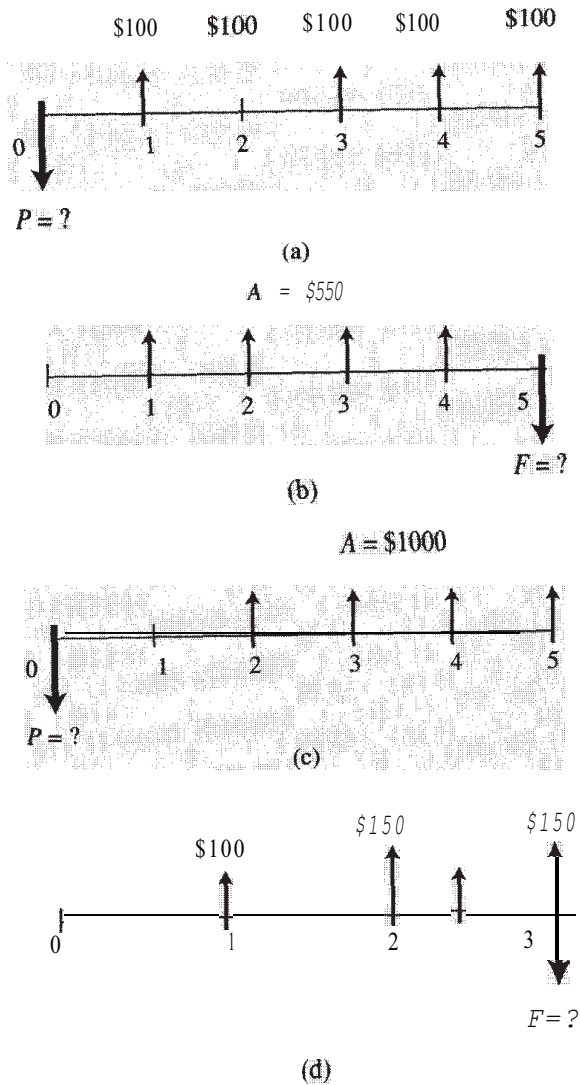 $100 $100 $100 $100 $100
0 1 2 3 4 5
P = ?
(a)
A = $550
0 1 2 3 4 5
F = ?
(b)
A = $1000
0 1 2 3 4 5
P = ?
(c)
$100 $150 $150
0 1 2 3
F = ?
(d)